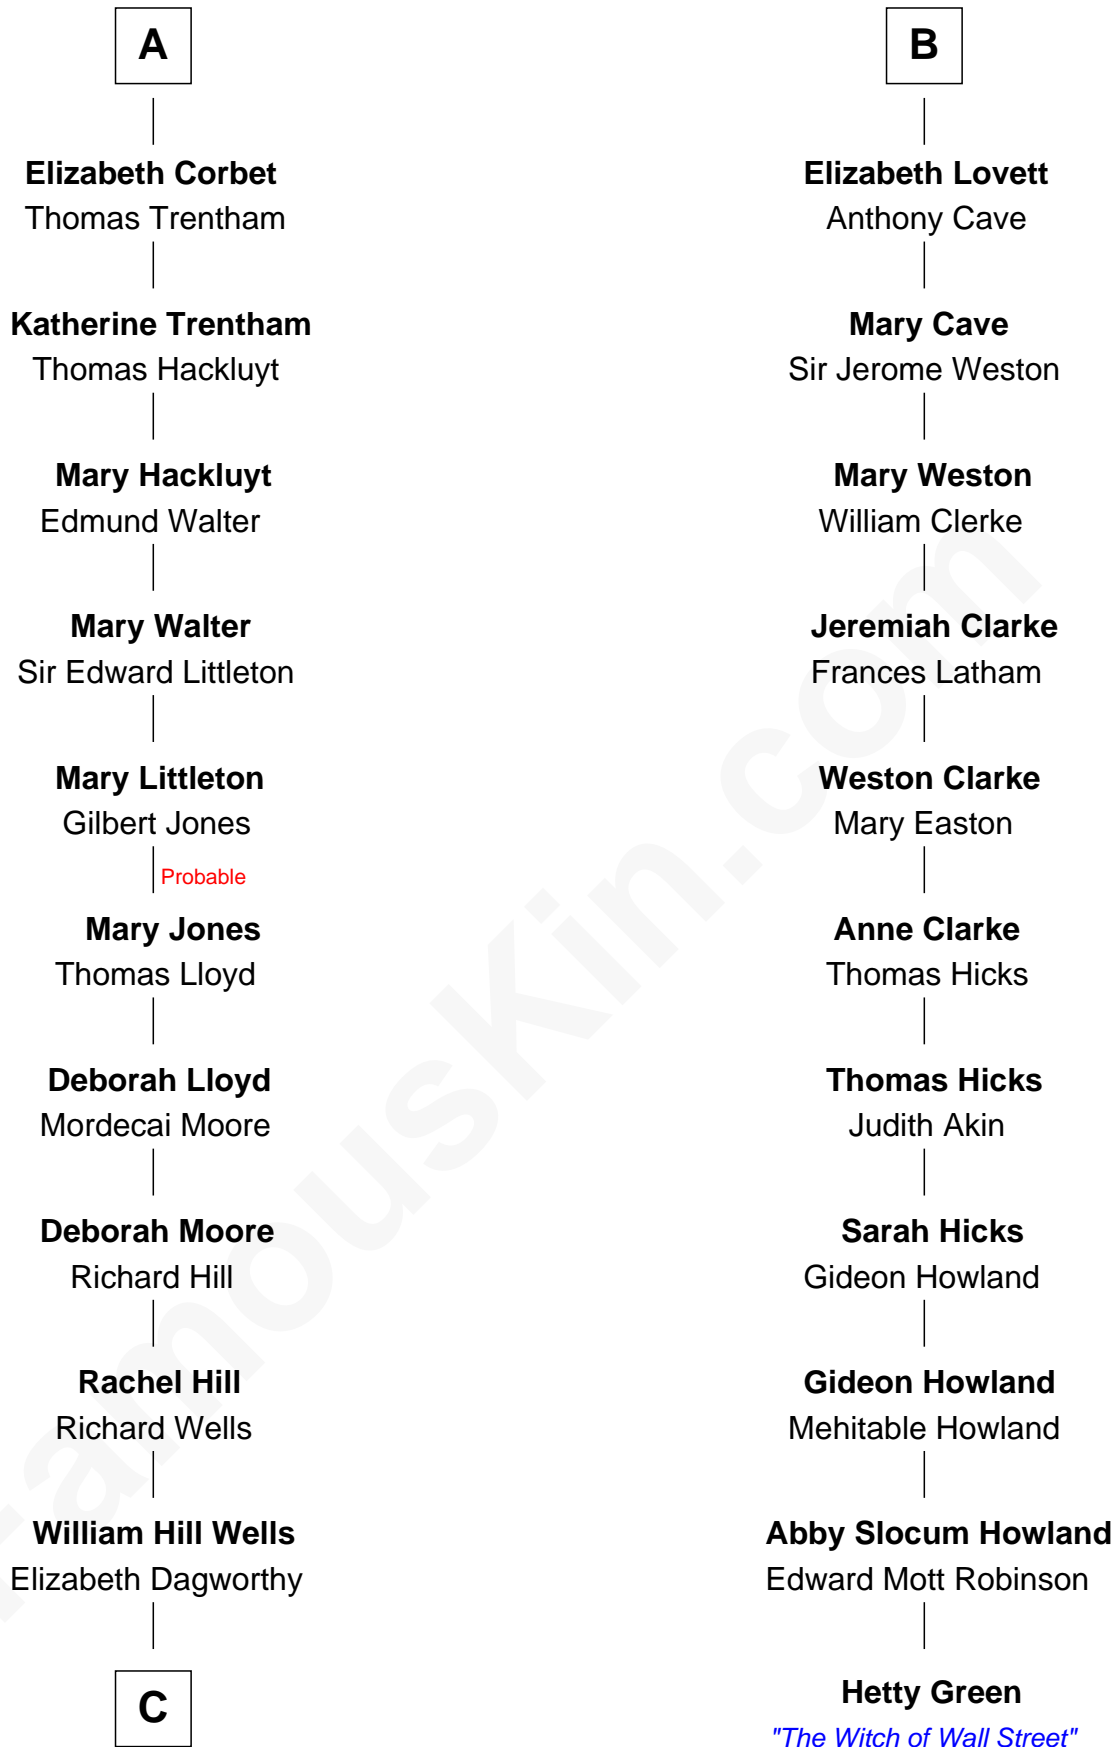 A
Elizabeth Corbet
Thomas Trentham
Katherine Trentham
Thomas Hackluyt
Mary Hackluyt
Edmund Walter
Mary Walter
Sir Edward Littleton
Mary Littleton
Gilbert Jones
Probable
Mary Jones
Thomas Lloyd
Deborah Lloyd
Mordecai Moore
Deborah Moore
Richard Hill
Rachel Hill
Richard Wells
William Hill Wells
Elizabeth Dagworthy
C
B
Elizabeth Lovett
Anthony Cave
Mary Cave
Sir Jerome Weston
Mary Weston
William Clerke
Jeremiah Clarke
Frances Latham
Weston Clarke
Mary Easton
Anne Clarke
Thomas Hicks
Thomas Hicks
Judith Akin
Sarah Hicks
Gideon Howland
Gideon Howland
Mehitable Howland
Abby Slocum Howland
Edward Mott Robinson
Hetty Green
"The Witch of Wall Street"
FamousKin.com